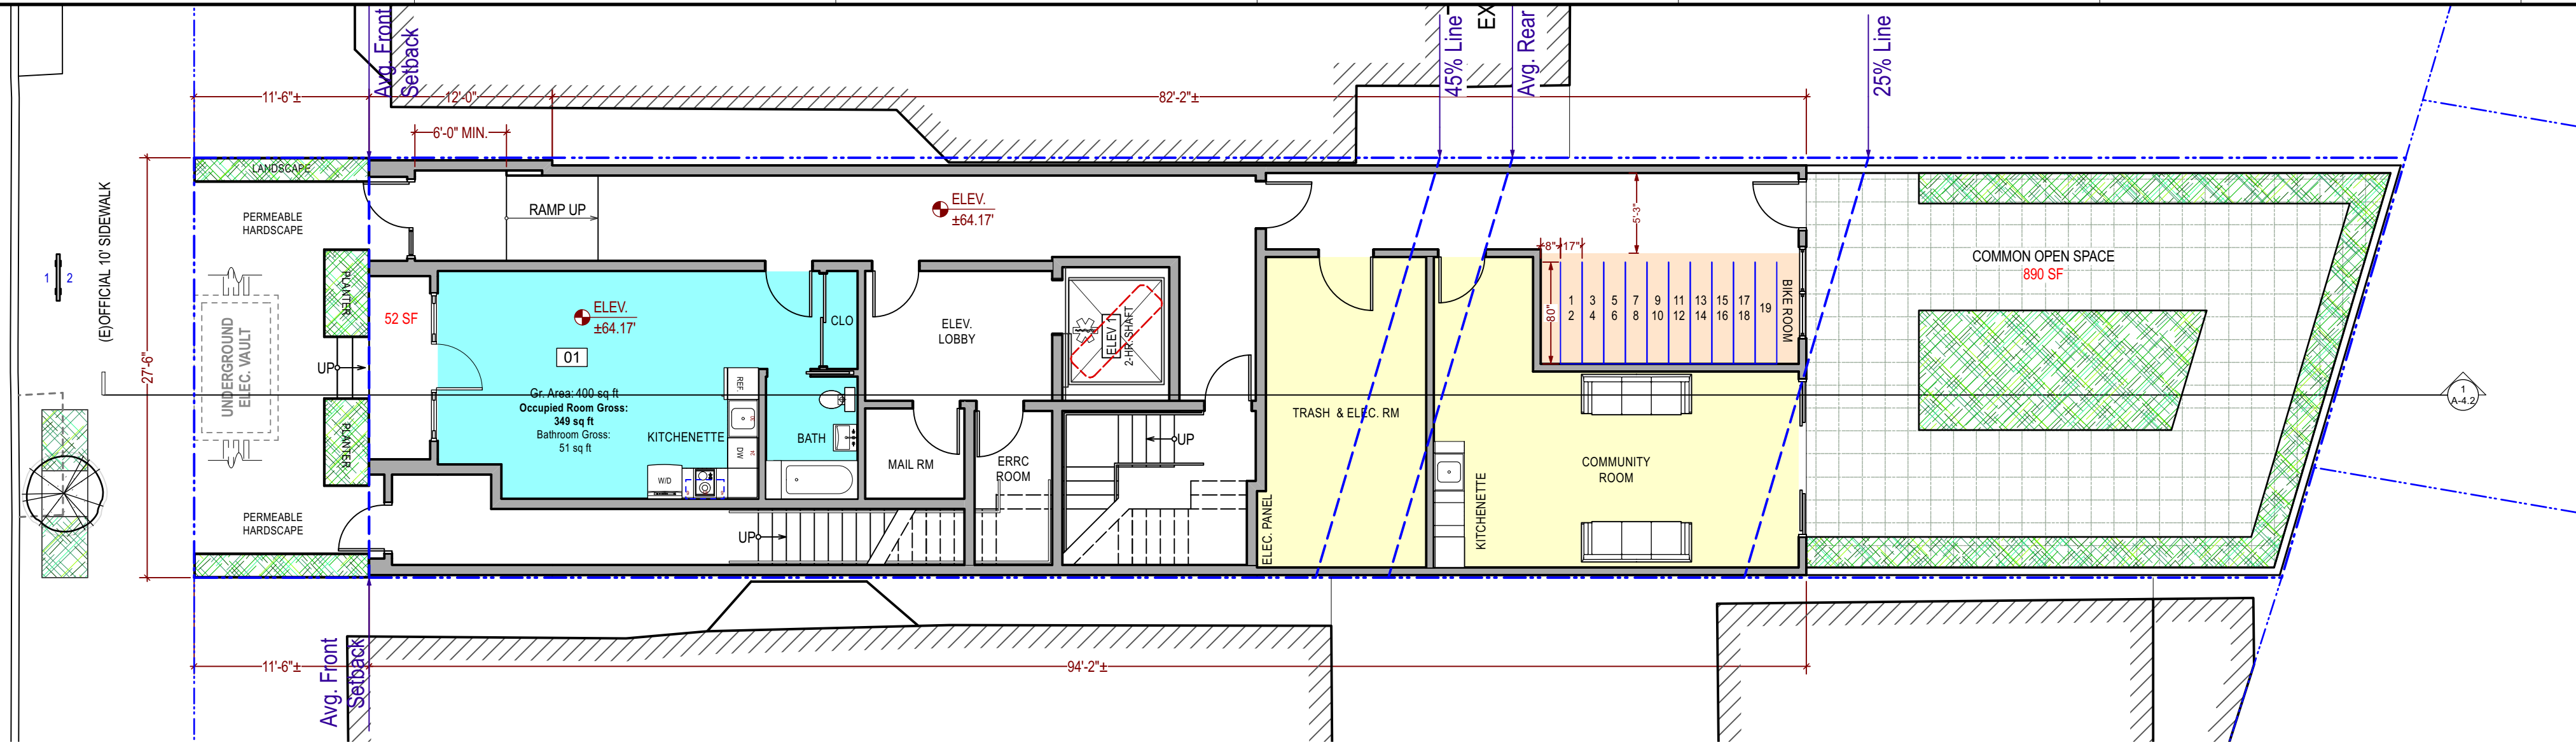 Avg. Front
Setback
45% Line
EX
Avg. Rear
25% Line
11'-6"±
12'-0"
82'-2"±
6'-0" MIN.
LANDSCAPE
(E)OFFICIAL 10' SIDEWALK
PERMEABLE
HARDSCAPE
RAMP UP
ELEV.
±64.17'
5'-3"
8"
17"
COMMON OPEN SPACE
890 SF
1 2
27'-6"
UNDERGROUND
ELEC. VAULT
PLANTER
UP
PLANTER
52 SF
ELEV.
±64.17'
01
CLO
Gr. Area: 400 sq ft
Occupied Room Gross:
349 sq ft
Bathroom Gross:
51 sq ft
KITCHENETTE
REF.
DW
W/D
BATH
ELEV.
LOBBY
ELEV 1
2-HR. SHAFT
MAIL RM
ERRC
ROOM
UP
UP
TRASH & ELEC. RM
ELEC. PANEL
80"
1 3 5 7 9 11 13 15 17 19
2 4 6 8 10 12 14 16 18
BIKE ROOM
KITCHENETTE
COMMUNITY
ROOM
1
A-4.2
PERMEABLE
HARDSCAPE
Avg. Front
Setback
11'-6"±
94'-2"±